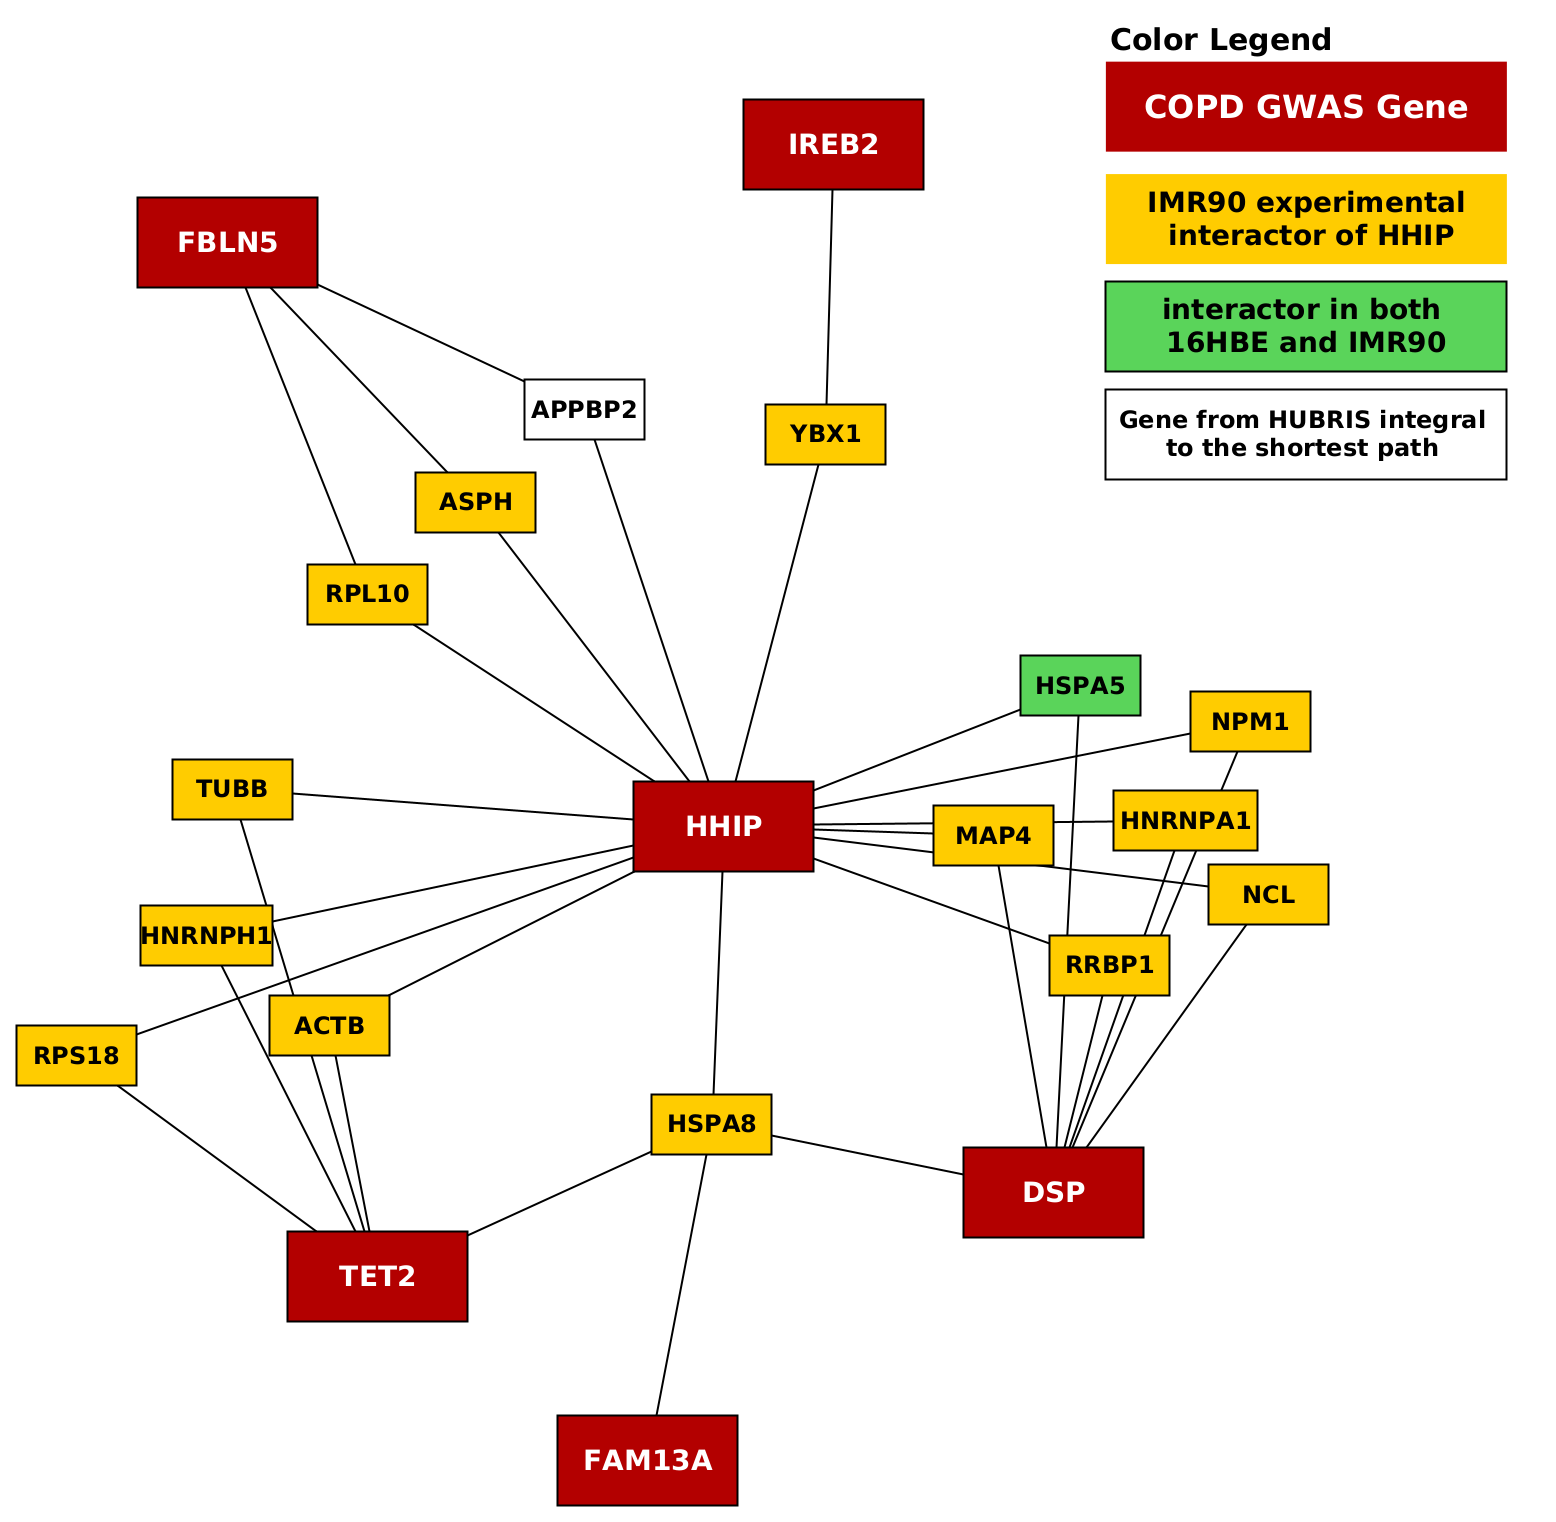 Color Legend
COPD GWAS Gene
IREB2
IMR90 experimental
interactor of HHIP
FBLN5
interactor in both
16HBE and IMR90
APPBP2
YBX1
Gene from HUBRIS integral
to the shortest path
ASPH
RPL10
HSPA5
NPM1
TUBB
HHIP
MAP4
HNRNPA1
NCL
HNRNPH1
RRBP1
ACTB
RPS18
HSPA8
DSP
TET2
FAM13A